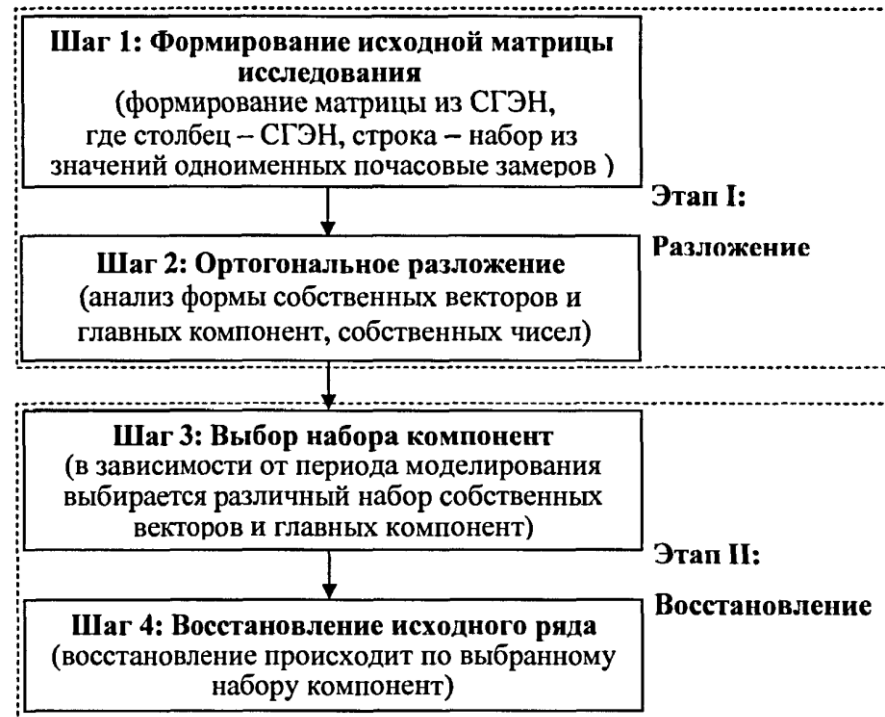 Шаг 1: Формирование исходной матрицы
исследования
(формирование матрицы из СГЭН,
где столбец – СГЭН, строка – набор из
значений одноименных почасовые замеров )
Этап I:
Разложение
Шаг 2: Ортогональное разложение
(анализ формы собственных векторов и
главных компонент, собственных чисел)
Шаг 3: Выбор набора компонент
(в зависимости от периода моделирования
выбирается различный набор собственных
векторов и главных компонент)
Этап II:
Восстановление
Шаг 4: Восстановление исходного ряда
(восстановление происходит по выбранному
набору компонент)